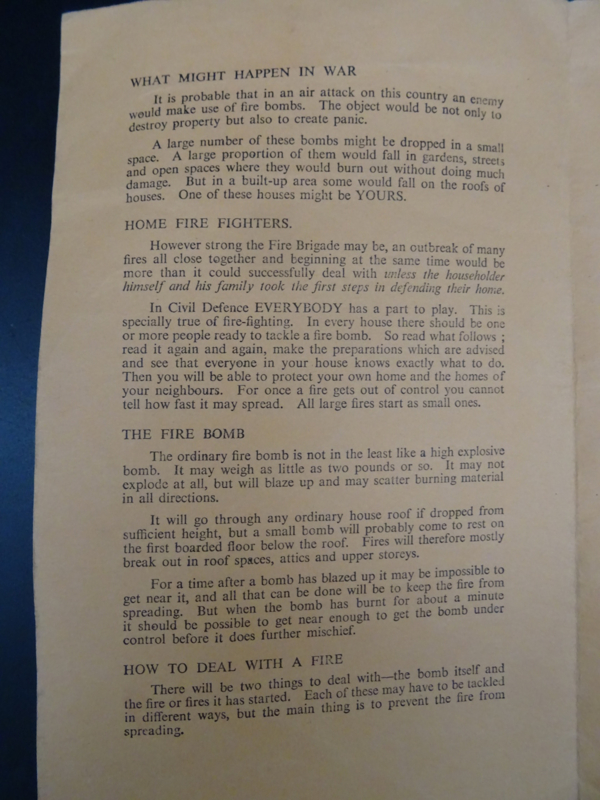 WHAT MIGHT HAPPEN IN WAR
It is probable that in an air attack on this country an enemy
would make use of fire bombs. The object would be not only to
destroy property but also to create panic.
A large number of these bombs might be dropped in a small
space. A large proportion of them would fall in gardens, streets
and open spaces where they would burn out without doing much
damage. But in a built-up area some would fall on the roofs of
houses. One of these houses might be YOURS.
HOME FIRE FIGHTERS.
However strong the Fire Brigade may be, an outbreak of many
fires all close together and beginning at the same time would be
more than it could successfully deal with unless the householder
himself and his family took the first steps in defending their home.
In Civil Defence EVERYBODY has a part to play. This is
specially true of fire-fighting. In every house there should be one
or more people ready to tackle a fire bomb. So read what follows ;
read it again and again, make the preparations which are advised
and see that everyone in your house knows exactly what to do.
Then you will be able to protect your own home and the homes of
your neighbours. For once a fire gets out of control you cannot
tell how fast it may spread. All large fires start as small ones.
THE FIRE BOMB
The ordinary fire bomb is not in the least like a high explosive
bomb. It may weigh as little as two pounds or so. It may not
explode at all, but will blaze up and may scatter burning material
in all directions.
It will go through any ordinary house roof if dropped from
sufficient height, but a small bomb will probably come to rest on
the first boarded floor below the roof. Fires will therefore mostly
break out in roof spaces, attics and upper storeys.
For a time after a bomb has blazed up it may be impossible to
get near it, and all that can be done will be to keep the fire from
spreading. But when the bomb has burnt for about a minute
it should be possible to get near enough to get the bomb under
control before it does further mischief.
HOW TO DEAL WITH A FIRE
There will be two things to deal with—the bomb itself and
the fire or fires it has started. Each of these may have to be tackled
in different ways, but the main thing is to prevent the fire from
spreading.